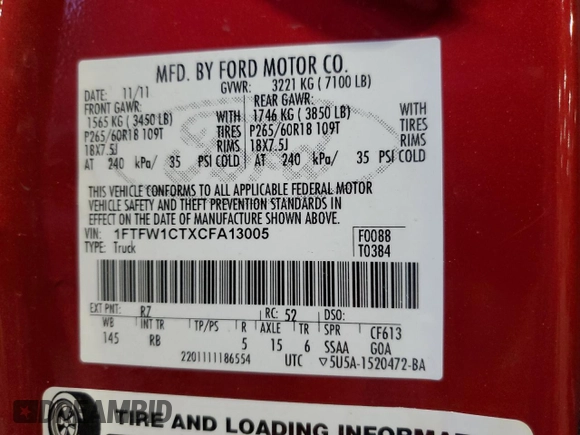 MFD. BY FORD MOTOR CO.
DATE: 11/11 GVWR: 3221 KG ( 7100 LB)
FRONT GAWR: REAR GAWR:
1565 KG ( 3450 LB) WITH 1746 KG ( 3850 LB) WITH
P265/60R18 109T TIRES P265/60R18 109T TIRES
18X7.5J RIMS 18X7.5J RIMS
AT 240 kPa/ 35 PSI COLD AT 240 kPa/ 35 PSI COLD
THIS VEHICLE CONFORMS TO ALL APPLICABLE FEDERAL MOTOR
VEHICLE SAFETY AND THEFT PREVENTION STANDARDS IN
EFFECT ON THE DATE OF MANUFACTURE SHOWN ABOVE.
VIN: 1FTFW1CTXCFA13005 F0088
TYPE: Truck T0384
EXT PNT: RZ RC: 52 DSO:
WB INT TR TP/PS R AXLE TR SPR CF613
145 RB 5 15 6 SSAA GOA
2201111186554 UTC ▽5U5A-1520472-BA
TIRE AND LOADING INFORMA